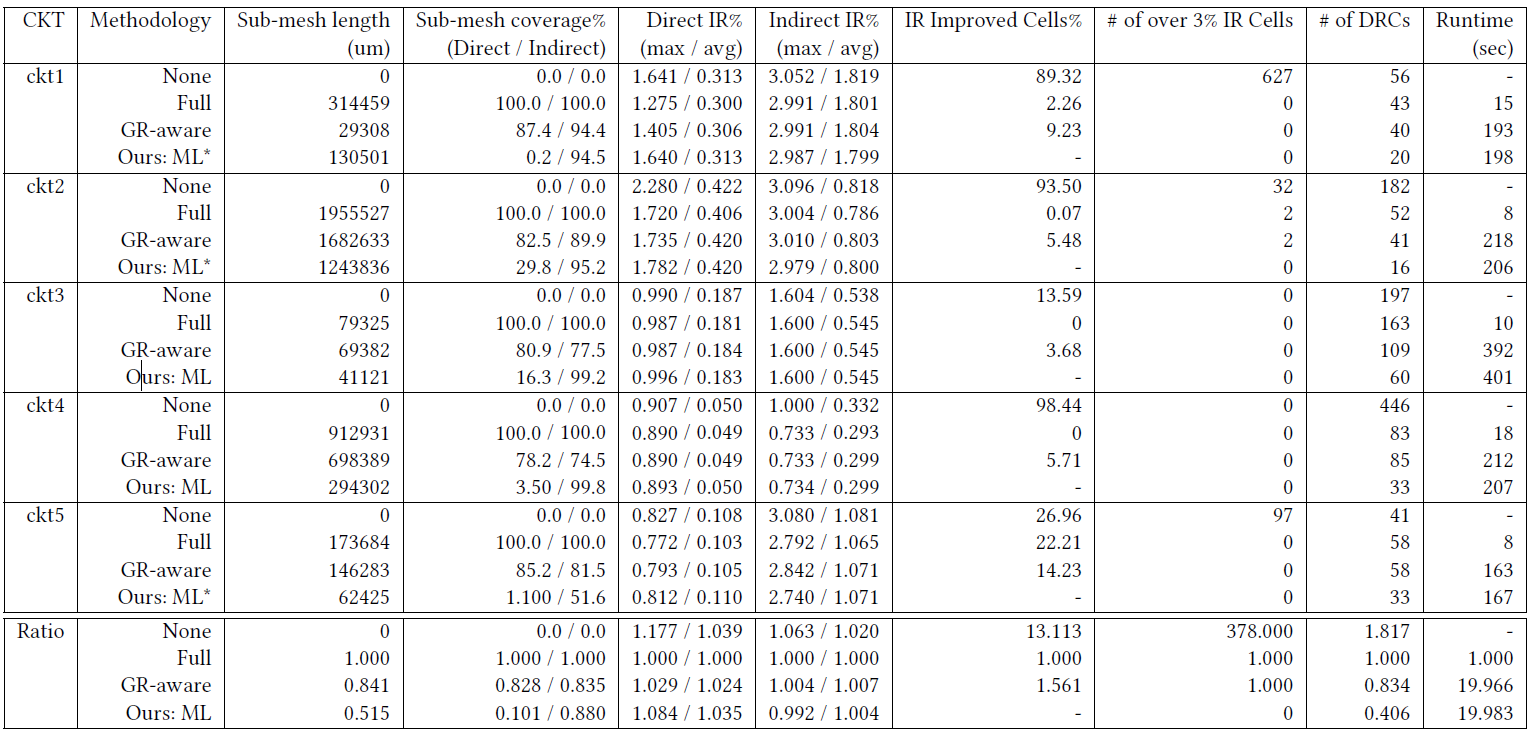 CKT Methodology Sub-mesh length Sub-mesh coverage% Direct IR% Indirect IR% IR Improved Cells% # of over 3% IR Cells # of DRCs Runtime
(um) (Direct / Indirect) (max / avg) (max / avg) (sec)
ckt1 None 0 0.0 / 0.0 1.641 / 0.313 3.052 / 1.819 89.32 627 56 -
Full 314459 100.0 / 100.0 1.275 / 0.300 2.991 / 1.801 2.26 0 43 15
GR-aware 29308 87.4 / 94.4 1.405 / 0.306 2.991 / 1.804 9.23 0 40 193
Ours: ML* 130501 0.2 / 94.5 1.640 / 0.313 2.987 / 1.799 - 0 20 198
ckt2 None 0 0.0 / 0.0 2.280 / 0.422 3.096 / 0.818 93.50 32 182 -
Full 1955527 100.0 / 100.0 1.720 / 0.406 3.004 / 0.786 0.07 2 52 8
GR-aware 1682633 82.5 / 89.9 1.735 / 0.420 3.010 / 0.803 5.48 2 41 218
Ours: ML* 1243836 29.8 / 95.2 1.782 / 0.420 2.979 / 0.800 - 0 16 206
ckt3 None 0 0.0 / 0.0 0.990 / 0.187 1.604 / 0.538 13.59 0 197 -
Full 79325 100.0 / 100.0 0.987 / 0.181 1.600 / 0.545 0 0 163 10
GR-aware 69382 80.9 / 77.5 0.987 / 0.184 1.600 / 0.545 3.68 0 109 392
Ours: ML 41121 16.3 / 99.2 0.996 / 0.183 1.600 / 0.545 - 0 60 401
ckt4 None 0 0.0 / 0.0 0.907 / 0.050 1.000 / 0.332 98.44 0 446 -
Full 912931 100.0 / 100.0 0.890 / 0.049 0.733 / 0.293 0 0 83 18
GR-aware 698389 78.2 / 74.5 0.890 / 0.049 0.733 / 0.299 5.71 0 85 212
Ours: ML 294302 3.50 / 99.8 0.893 / 0.050 0.734 / 0.299 - 0 33 207
ckt5 None 0 0.0 / 0.0 0.827 / 0.108 3.080 / 1.081 26.96 97 41 -
Full 173684 100.0 / 100.0 0.772 / 0.103 2.792 / 1.065 22.21 0 58 8
GR-aware 146283 85.2 / 81.5 0.793 / 0.105 2.842 / 1.071 14.23 0 58 163
Ours: ML* 62425 1.100 / 51.6 0.812 / 0.110 2.740 / 1.071 - 0 33 167
Ratio None 0 0.0 / 0.0 1.177 / 1.039 1.063 / 1.020 13.113 378.000 1.817 -
Full 1.000 1.000 / 1.000 1.000 / 1.000 1.000 / 1.000 1.000 1.000 1.000 1.000
GR-aware 0.841 0.828 / 0.835 1.029 / 1.024 1.004 / 1.007 1.561 1.000 0.834 19.966
Ours: ML 0.515 0.101 / 0.880 1.084 / 1.035 0.992 / 1.004 - 0 0.406 19.983